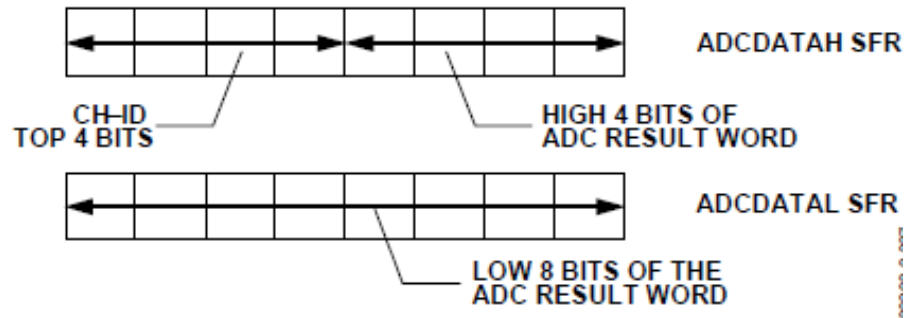 ADCDATAH SFR
CH–ID
TOP 4 BITS
HIGH 4 BITS OF
ADC RESULT WORD
ADCDATAL SFR
LOW 8 BITS OF THE
ADC RESULT WORD